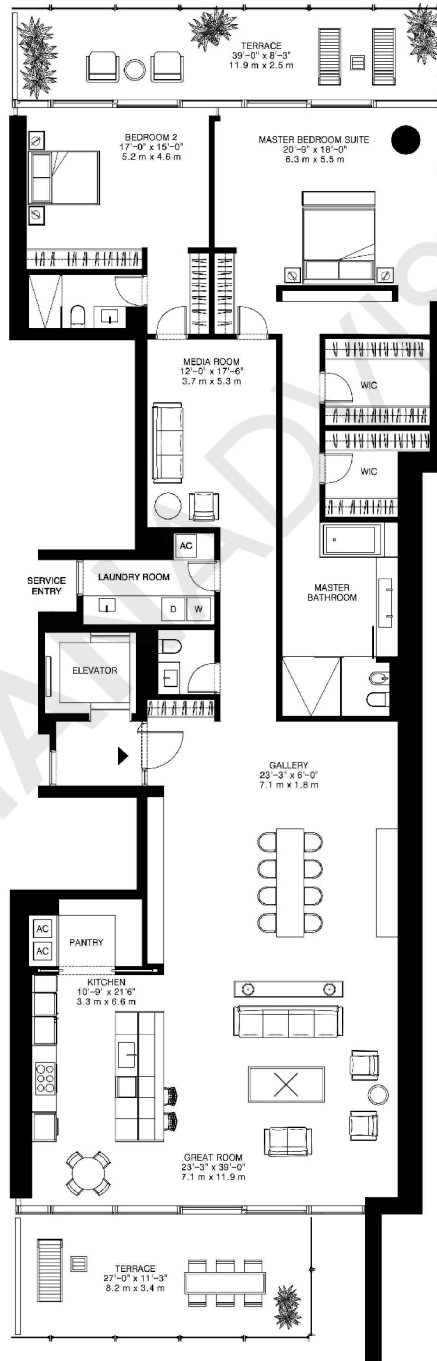 TERRACE
39'-0" x 8'-3"
11.9 m x 2.5 m
BEDROOM 2
17'-0" x 15'-0"
5.2 m x 4.6 m
MASTER BEDROOM SUITE
20'-9" x 18'-0"
6.3 m x 5.5 m
MEDIA ROOM
12'-0" x 17'-6"
3.7 m x 5.3 m
WIC
WIC
AC
SERVICE
ENTRY
LAUNDRY ROOM
D
W
MASTER
BATHROOM
ELEVATOR
GALLERY
23'-3" x 6'-0"
7.1 m x 1.8 m
AC
AC
PANTRY
KITCHEN
10'-9" x 21'6"
3.3 m x 6.6 m
GREAT ROOM
23'-3" x 39'-0"
7.1 m x 11.9 m
TERRACE
27'-0" x 11'-3"
8.2 m x 3.4 m